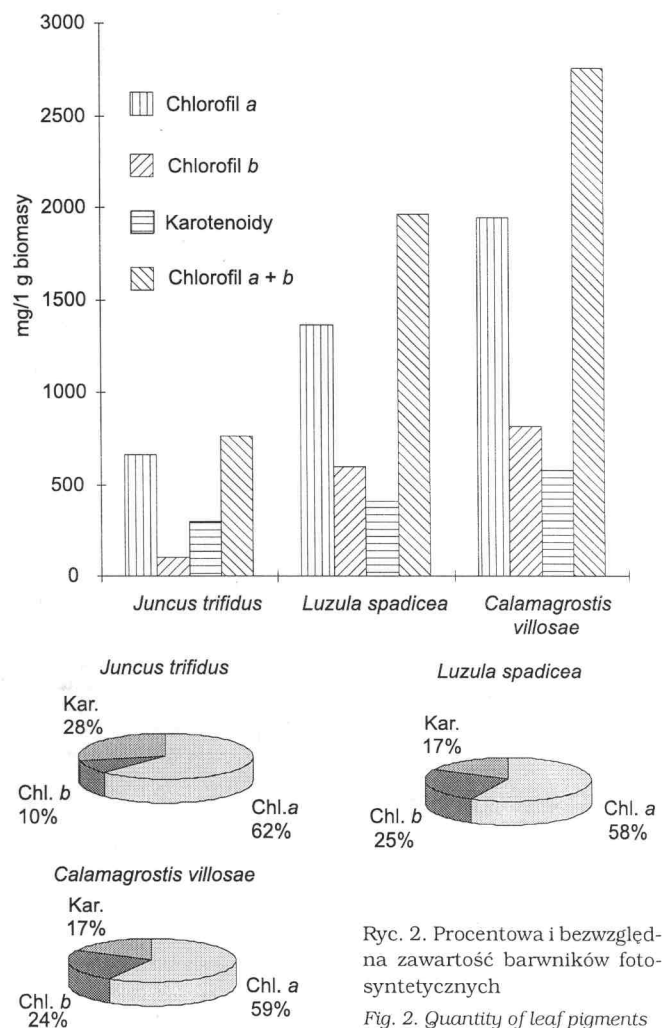 3000
2500
2000
1500
1000
500
0
mg/1 g biomasy
Chlorofil a
Chlorofil b
Karotenoidy
Chlorofil a + b
Juncus trifidus
Luzula spadicea
Calamagrostis
villosae
Juncus trifidus
Kar.
28%
Chl. b
10%
Chl.a
62%
Luzula spadicea
Kar.
17%
Chl. b
25%
Chl. a
58%
Calamagrostis villosae
Kar.
17%
Chl. b
24%
Chl. a
59%
Ryc. 2. Procentowa i bezwzględ-
na zawartość barwników foto-
syntetycznych
Fig. 2. Quantity of leaf pigments